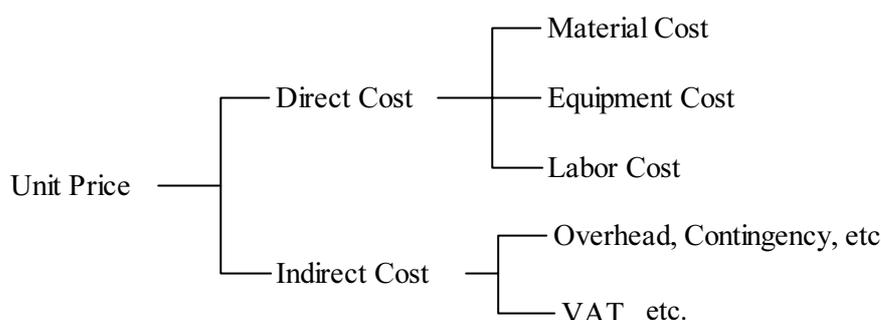 Material Cost
Direct Cost
Equipment Cost
Labor Cost
Unit Price
Overhead, Contingency, etc
Indirect Cost
VAT etc.